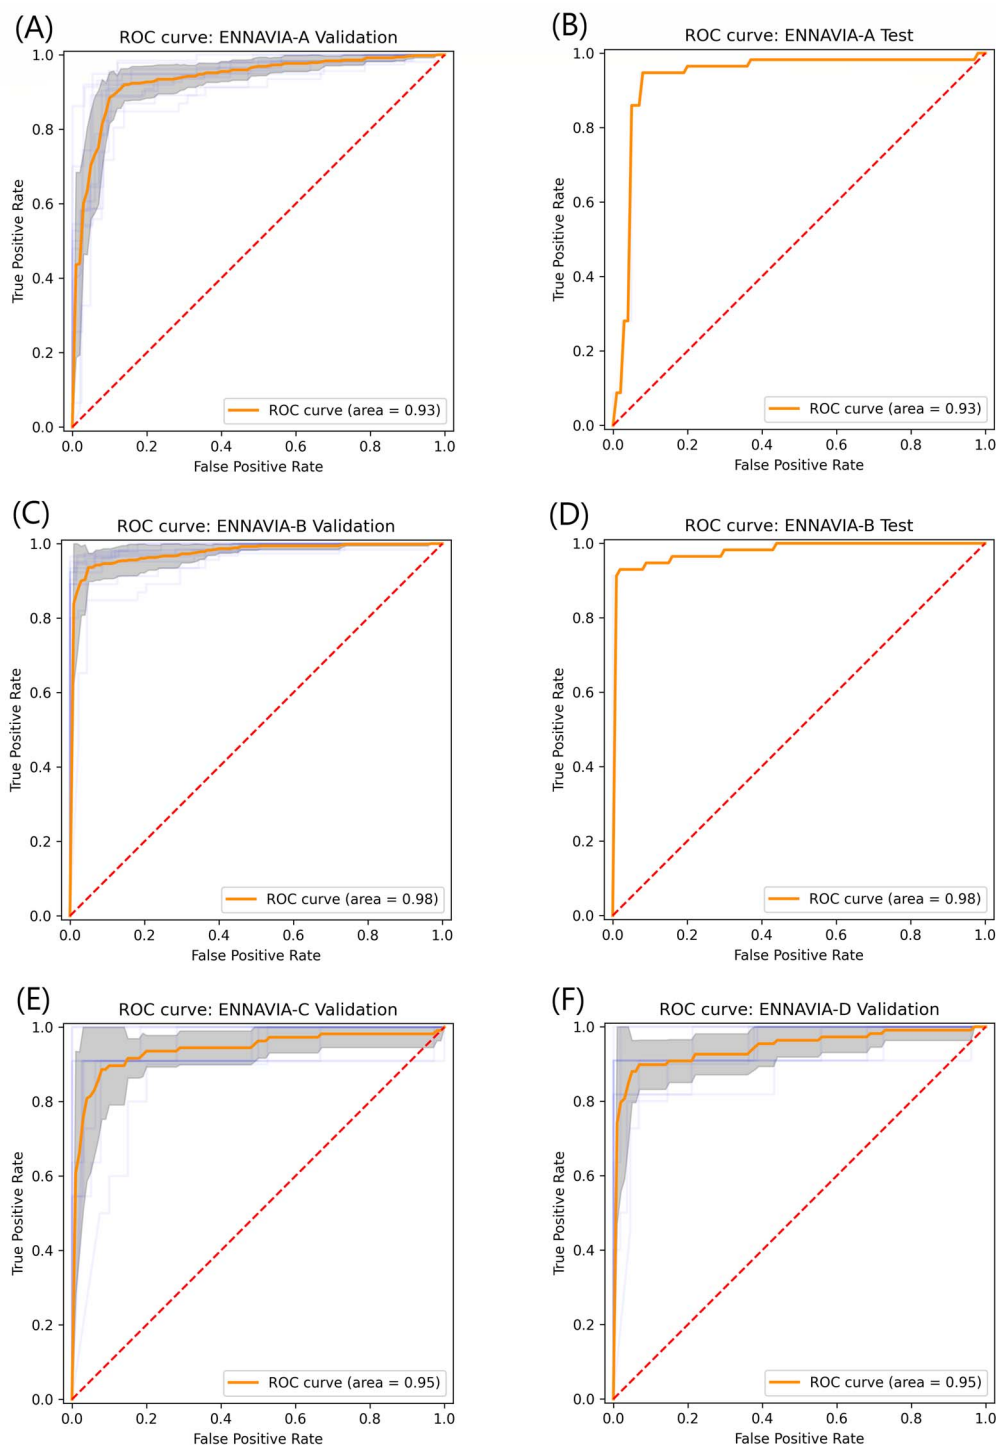 (A)
ROC curve: ENNAVIA-A Validation
1.0
0.8
0.6
0.4
0.2
0.0
True Positive Rate
ROC curve (area = 0.93)
0.0 0.2 0.4 0.6 0.8 1.0
False Positive Rate
(B)
ROC curve: ENNAVIA-A Test
1.0
0.8
0.6
0.4
0.2
0.0
True Positive Rate
ROC curve (area = 0.93)
0.0 0.2 0.4 0.6 0.8 1.0
False Positive Rate
(C)
ROC curve: ENNAVIA-B Validation
1.0
0.8
0.6
0.4
0.2
0.0
True Positive Rate
ROC curve (area = 0.98)
0.0 0.2 0.4 0.6 0.8 1.0
False Positive Rate
(D)
ROC curve: ENNAVIA-B Test
1.0
0.8
0.6
0.4
0.2
0.0
True Positive Rate
ROC curve (area = 0.98)
0.0 0.2 0.4 0.6 0.8 1.0
False Positive Rate
(E)
ROC curve: ENNAVIA-C Validation
1.0
0.8
0.6
0.4
0.2
0.0
True Positive Rate
ROC curve (area = 0.95)
0.0 0.2 0.4 0.6 0.8 1.0
False Positive Rate
(F)
ROC curve: ENNAVIA-D Validation
1.0
0.8
0.6
0.4
0.2
0.0
True Positive Rate
ROC curve (area = 0.95)
0.0 0.2 0.4 0.6 0.8 1.0
False Positive Rate